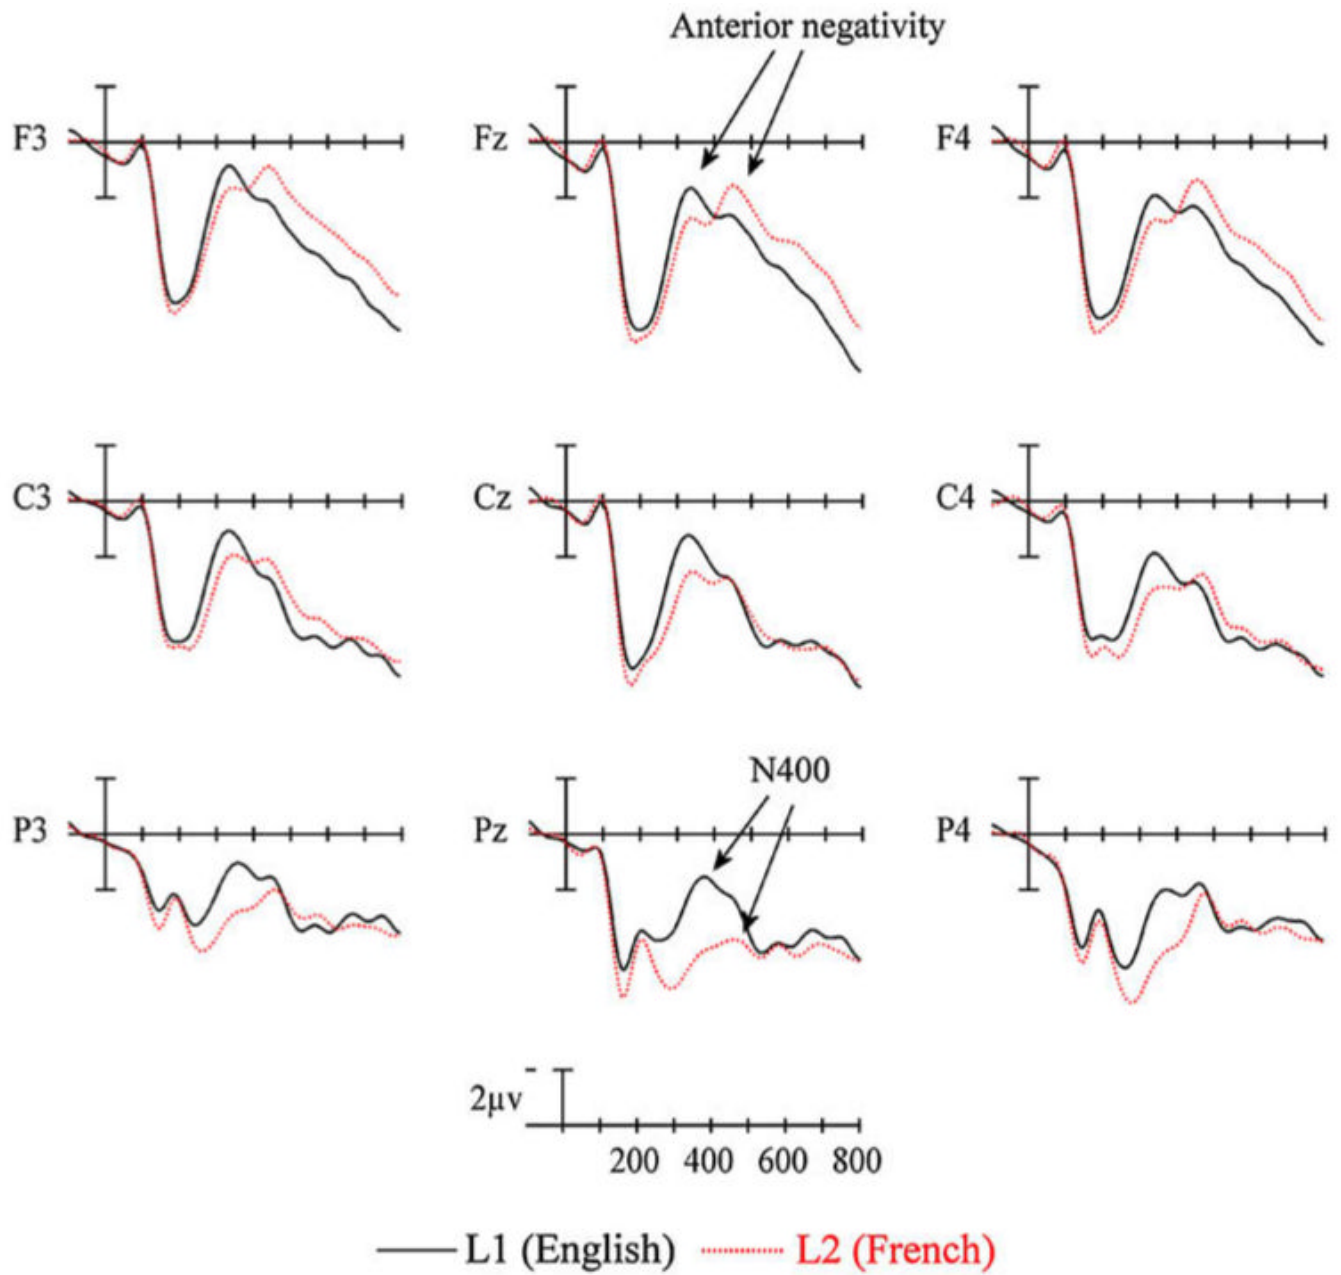 Anterior negativity
F3
Fz
F4
C3
Cz
C4
N400
P3
Pz
P4
-
2μv
200 400 600 800
L1 (English) L2 (French)